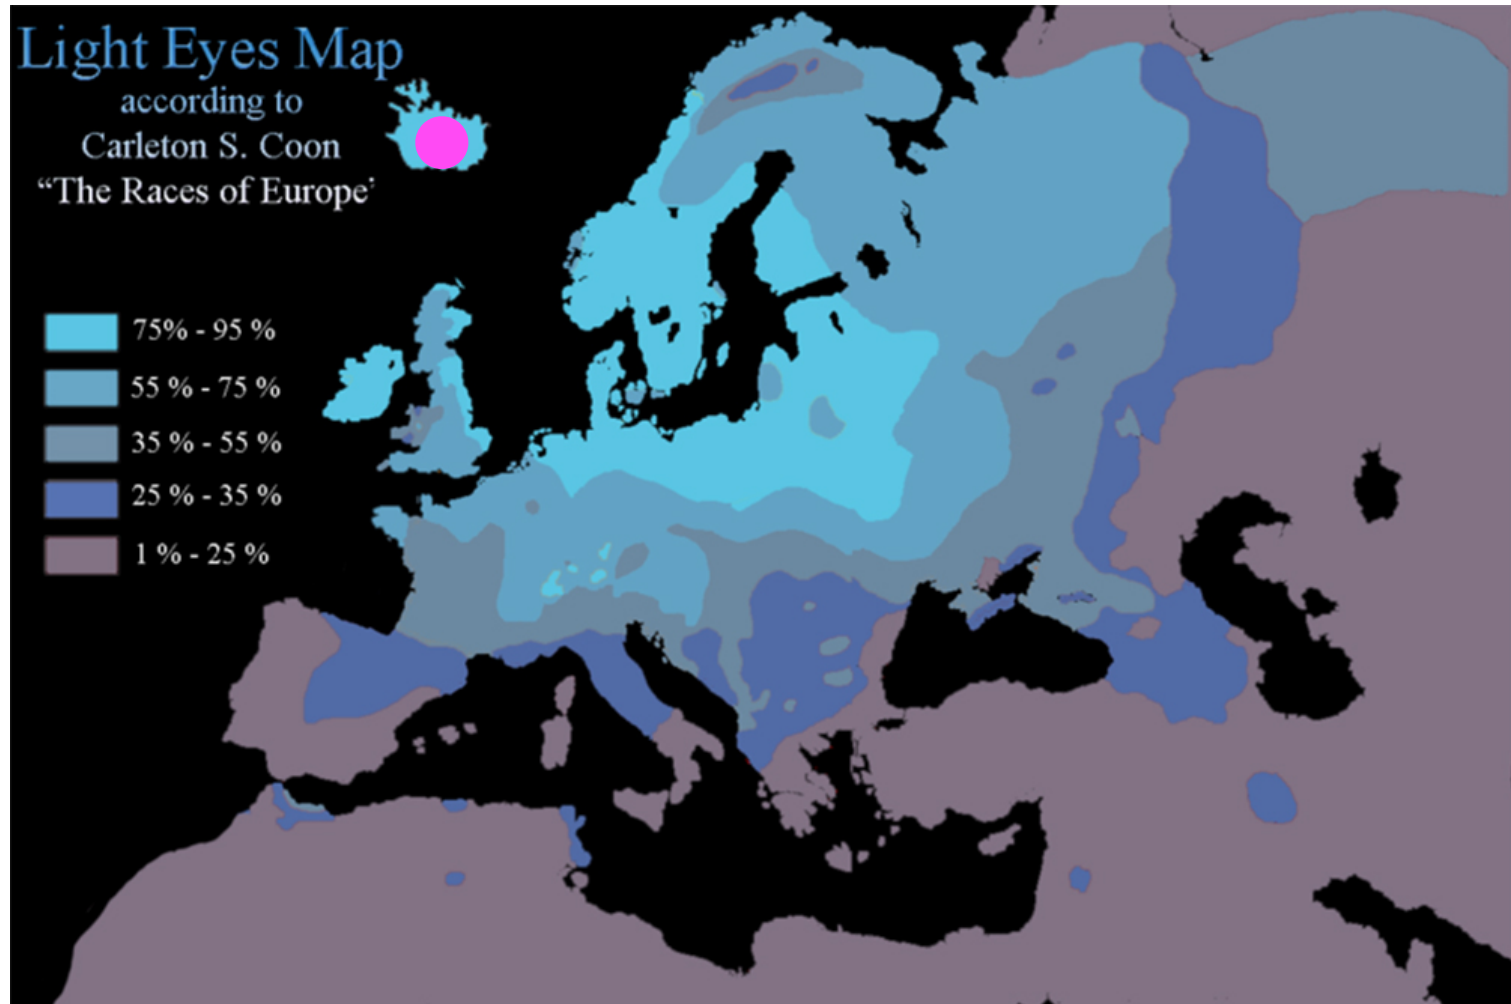 Light Eyes Map
according to
Carleton S. Coon
“The Races of Europe’
75% - 95 %
55 % - 75 %
35 % - 55 %
25 % - 35 %
1 % - 25 %